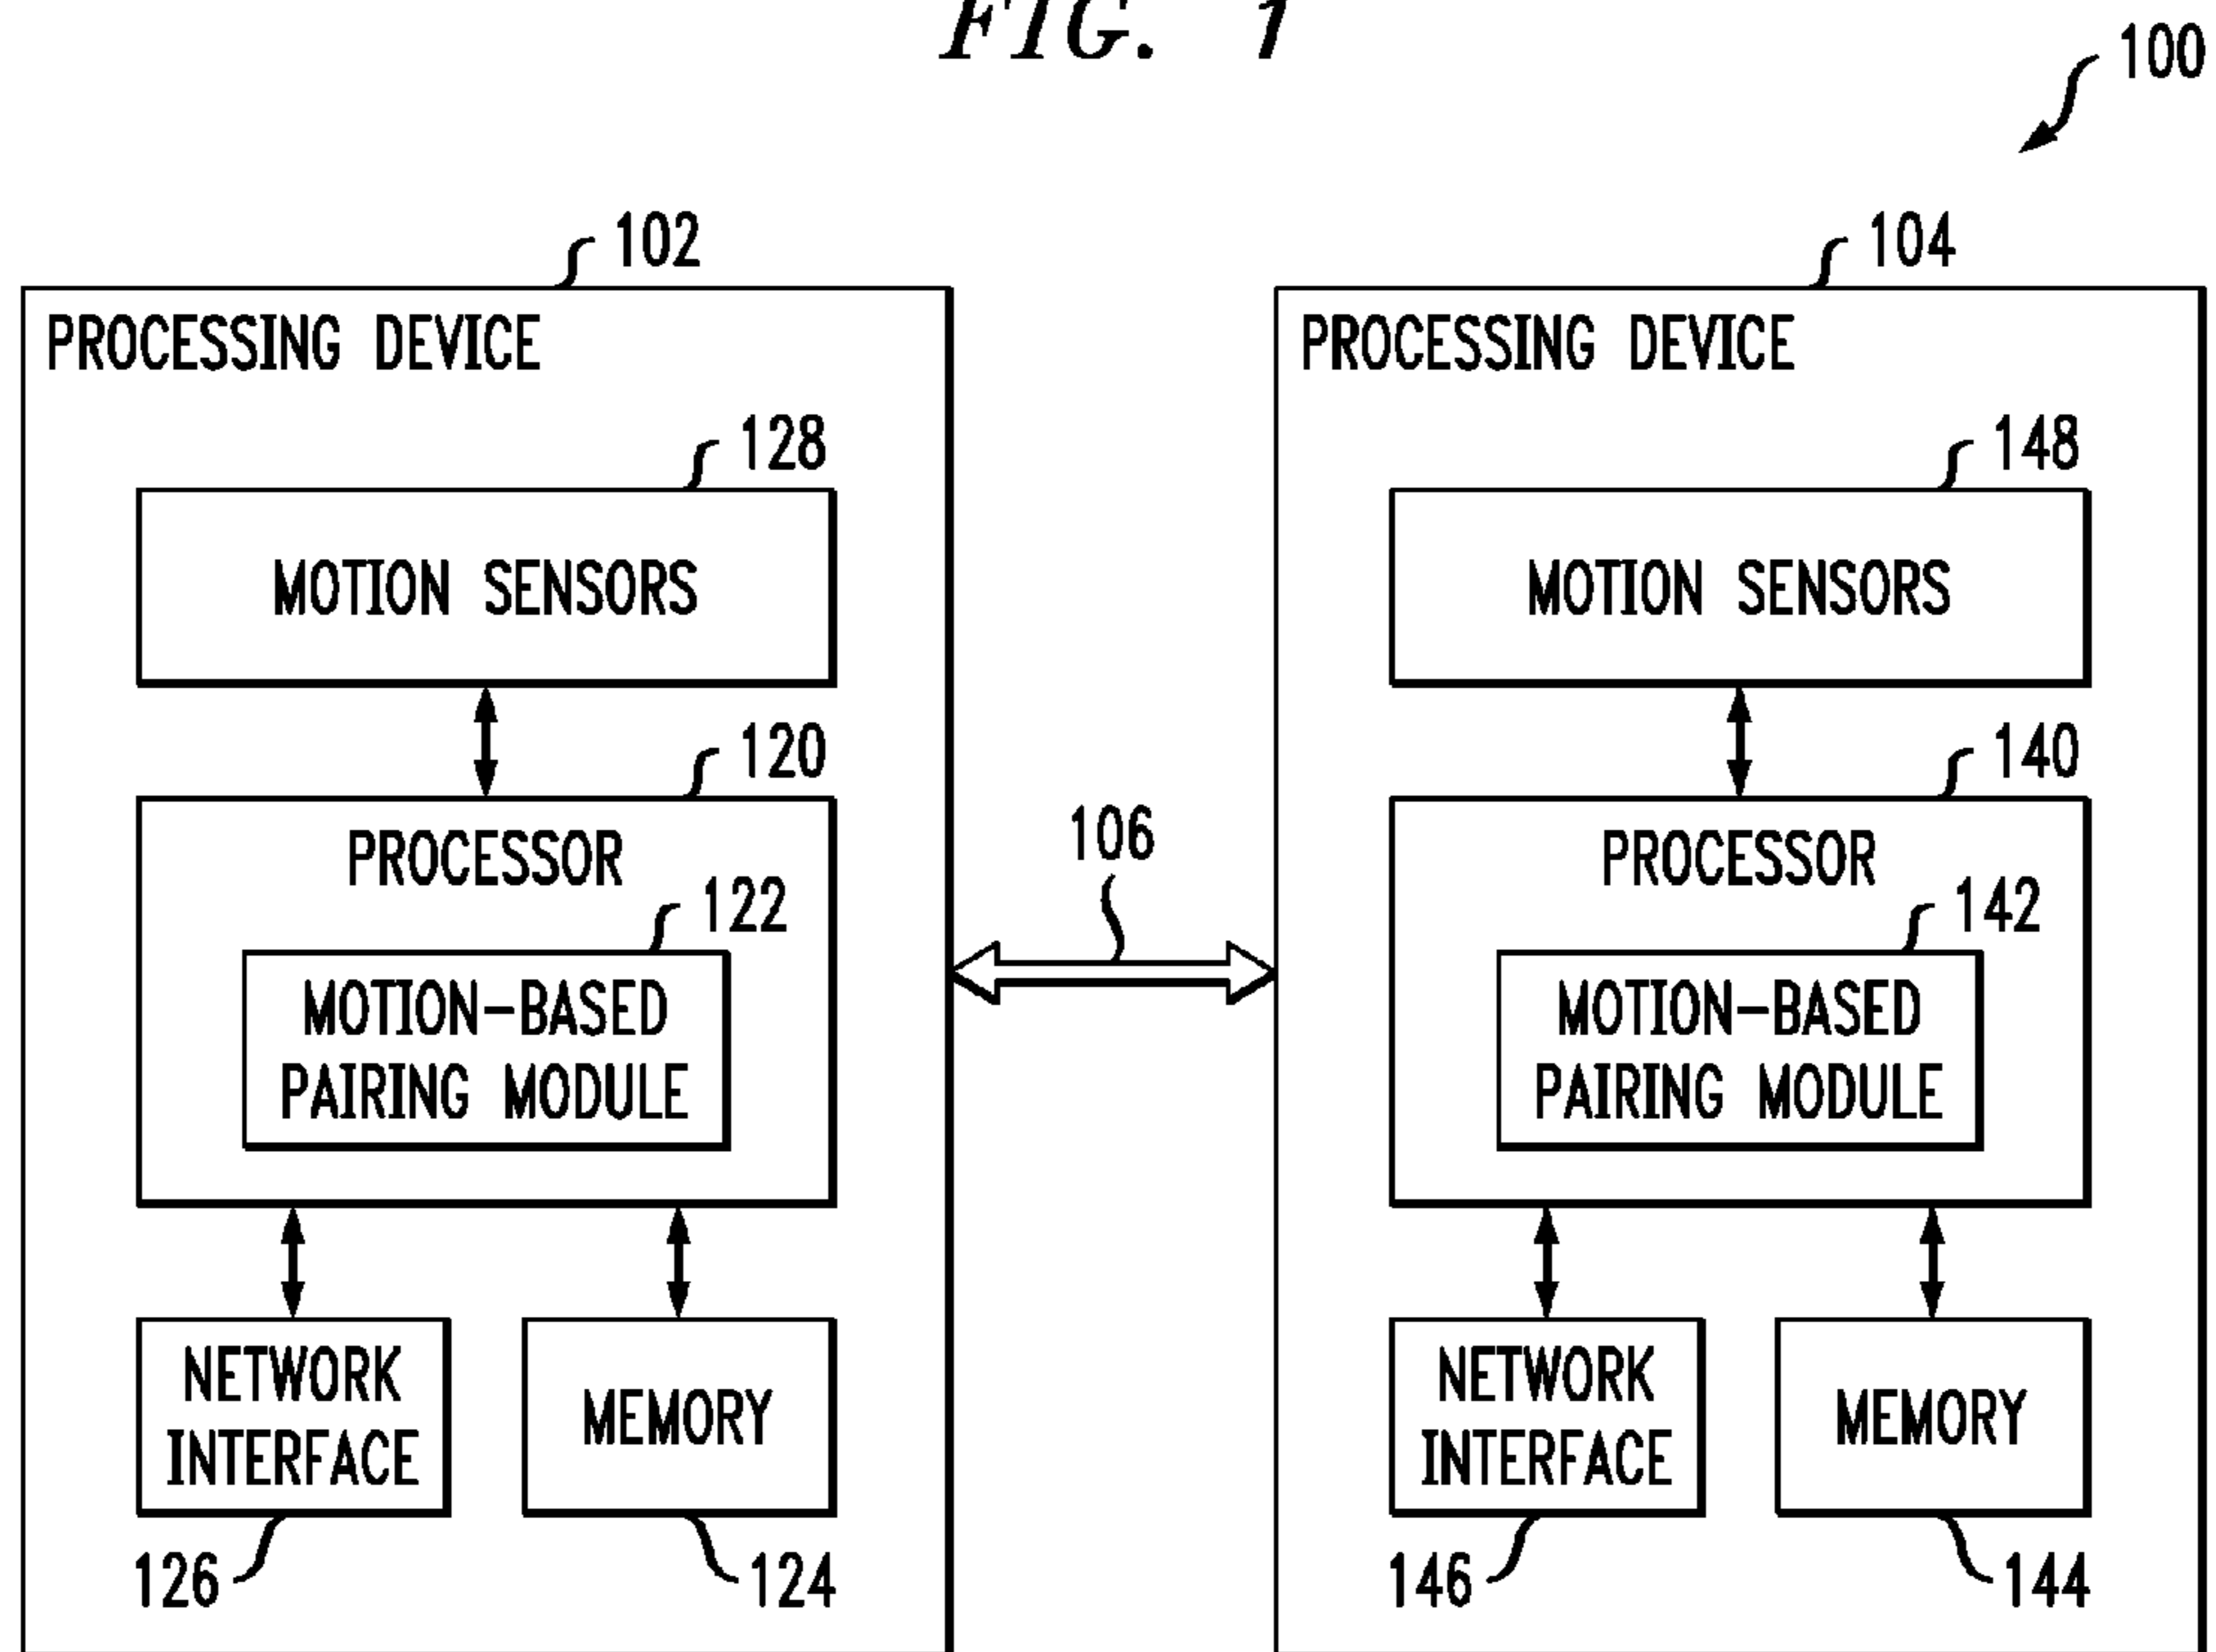 FIG. 1
100
102
PROCESSING DEVICE
128
MOTION SENSORS
120
PROCESSOR
122
MOTION-BASED
PAIRING MODULE
NETWORK
INTERFACE
126
MEMORY
124
106
104
PROCESSING DEVICE
148
MOTION SENSORS
140
PROCESSOR
142
MOTION-BASED
PAIRING MODULE
NETWORK
INTERFACE
146
MEMORY
144